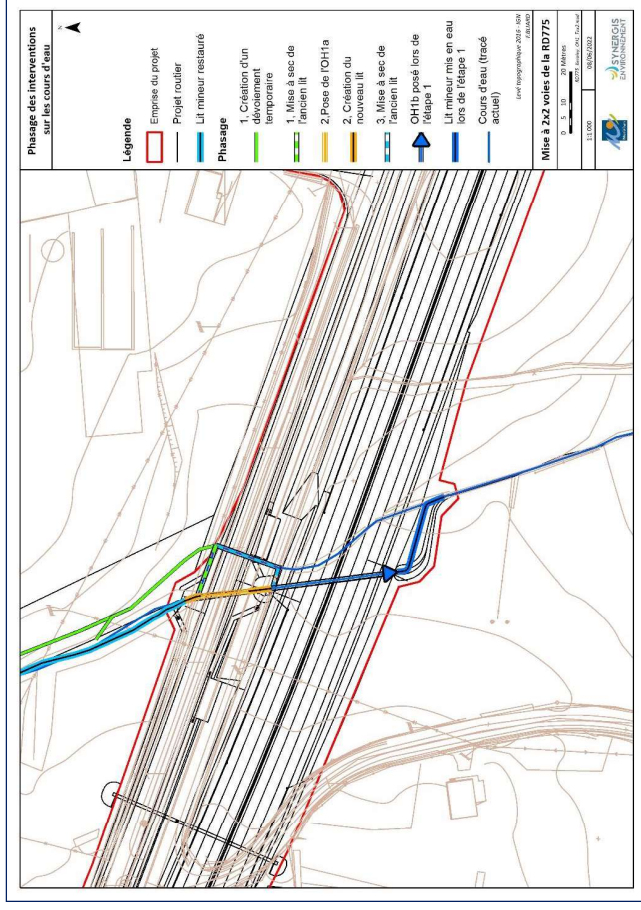 Phasage des interventions
sur les cours d'eau
N
Légende
Emprise du projet
Projet routier
Lit mineur restauré
Phasage
1, Création d'un
dévoiement
temporaire
1, Mise à sec de
l'ancien lit
2,Pose de l'OH1a
2, Création du
nouveau lit
3, Mise à sec de
l'ancien lit
OH1b posé lors de
l'étape 1
Lit mineur mis en eau
lors de l'étape 1
Cours d'eau (tracé
actuel)
Levé topographique 2016 - IGN
Mise à 2x2 voies de la RD775
0 5 10 20 Mètres
1:1 000
08/06/2022
SYNERGIS
ENVIRONNEMENT